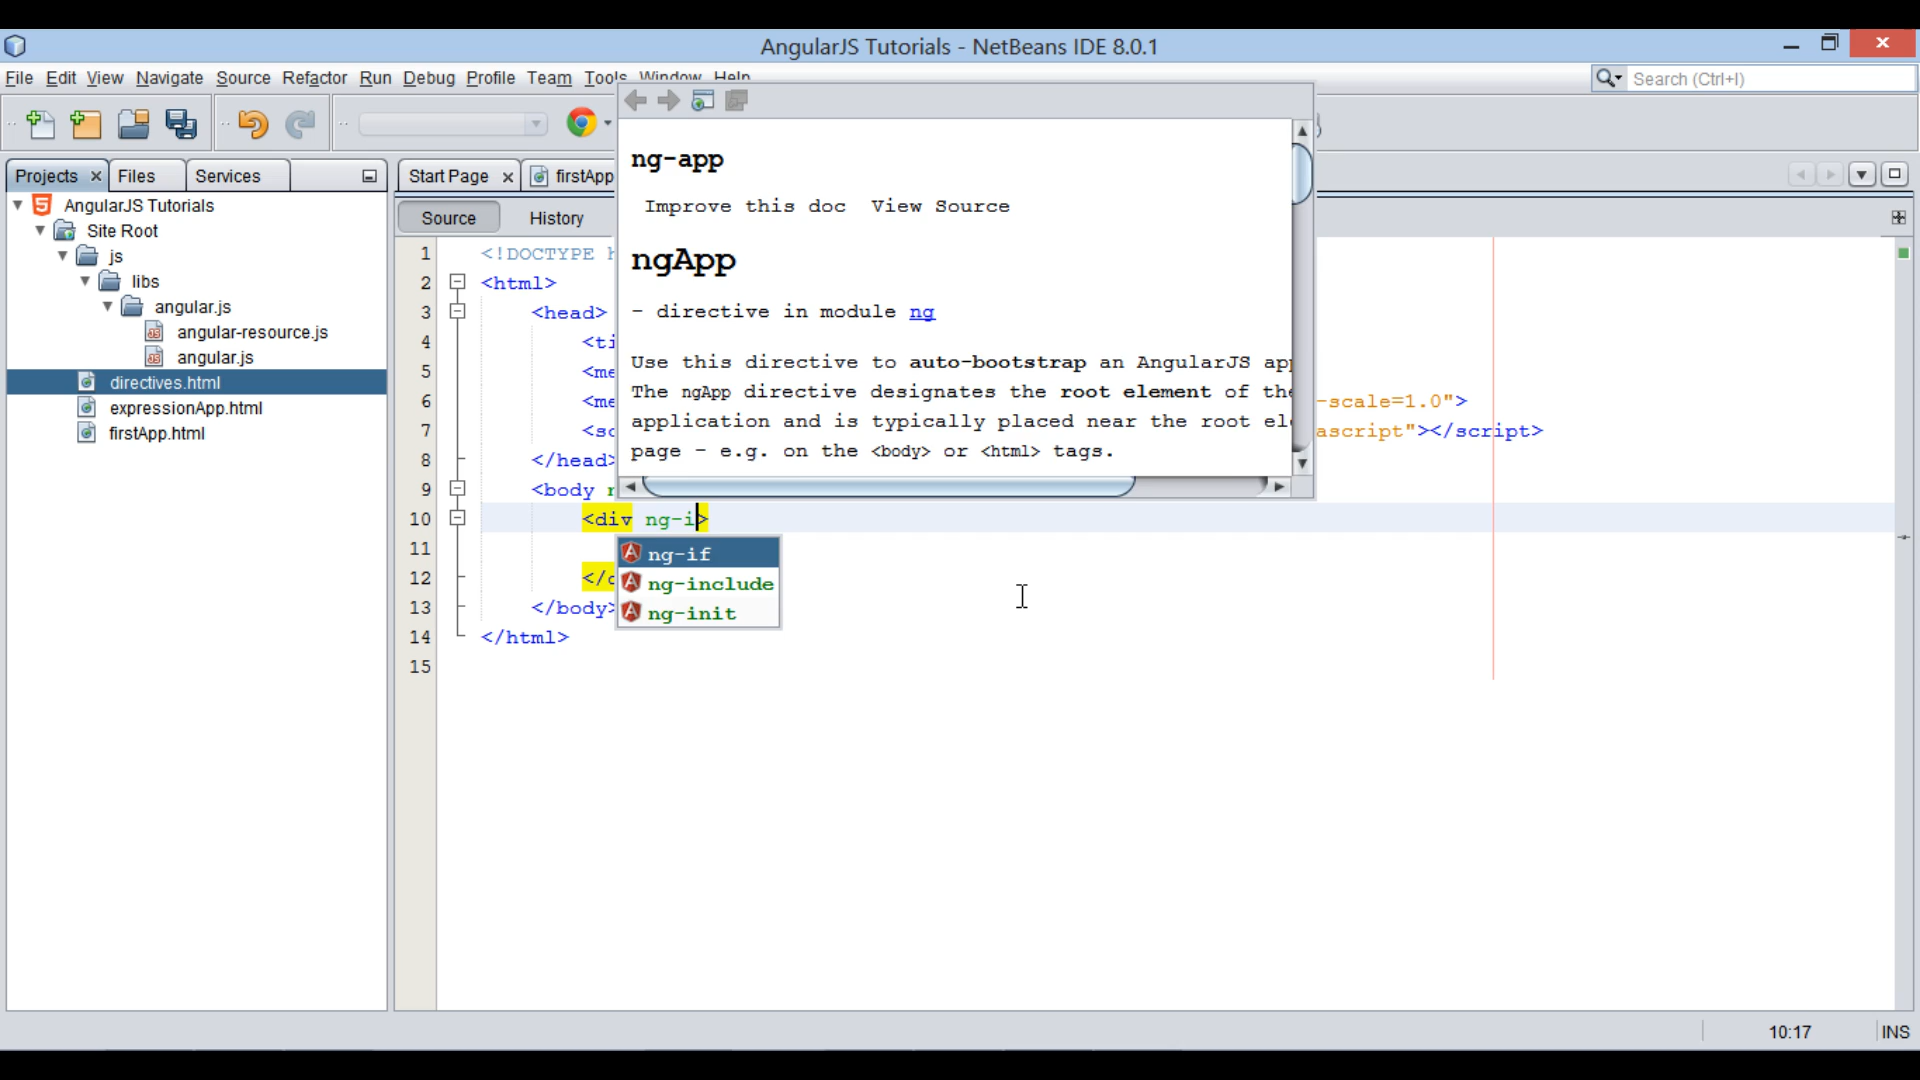 AngularJS Tutorials - NetBeans IDE 8.0.1
File Edit View Navigate Source Refactor Run Debug Profile Team Tools Window Help
Search (Ctrl+I)
Projects Files Services
Start Page firstApp
AngularJS Tutorials
Site Root
js
libs
angular.js
angular-resource.js
angular.js
directives.html
expressionApp.html
firstApp.html
Source History
ng-app
Improve this doc View Source
ngApp
- directive in module ng
Use this directive to auto-bootstrap an AngularJS app
The ngApp directive designates the root element of the
application and is typically placed near the root el
page - e.g. on the <body> or <html> tags.
1 <!DOCTYPE h
2 <html>
3 <head>
4 <ti
5 <me
6 <me -scale=1.0">
7 <sc ascript"></script>
8 </head>
9 <body n
10 <div ng-i>
11
12 </d
13 </body>
14 </html>
15
ng-if
ng-include
ng-init
10:17 INS